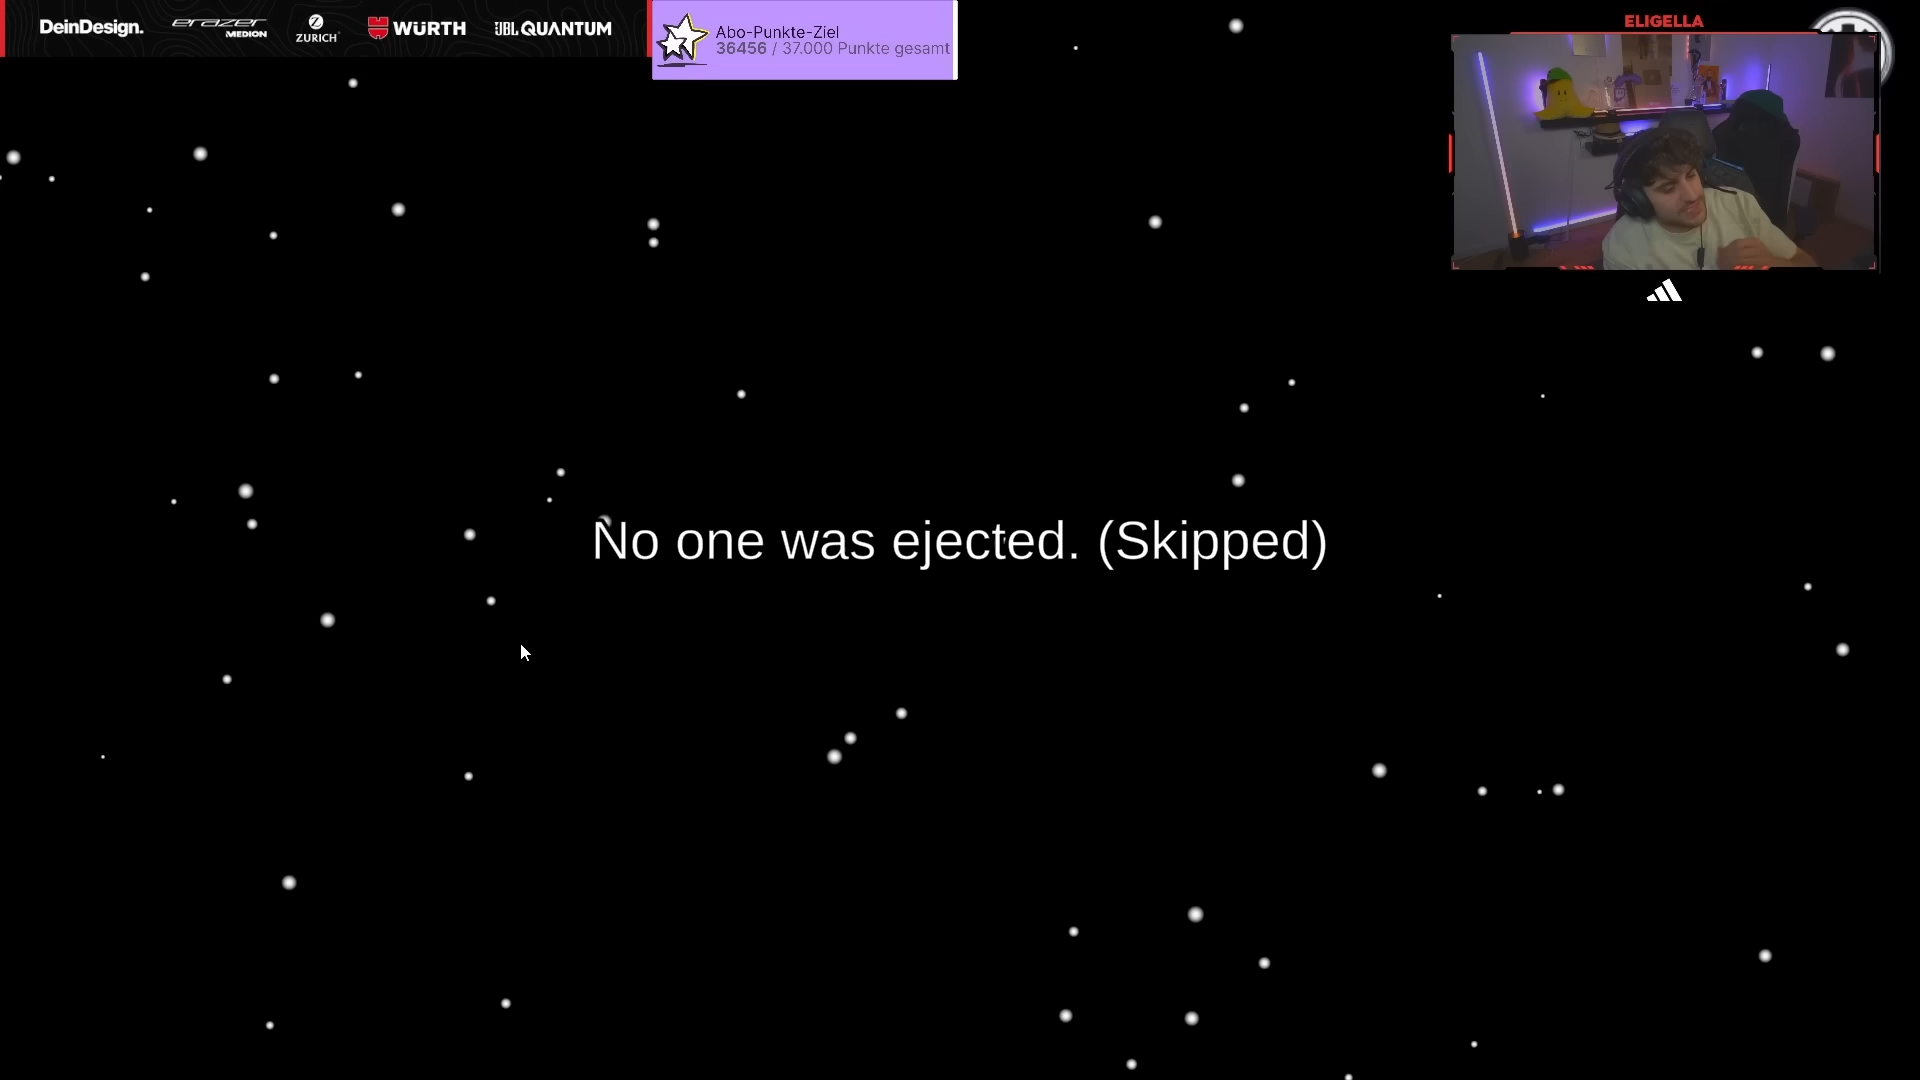 DeinDesign.
erazer
MEDION
ZURICH
WÜRTH
JBL QUANTUM
Abo-Punkte-Ziel
36456 / 37.000 Punkte gesamt
ELIGELLA
No one was ejected. (Skipped)